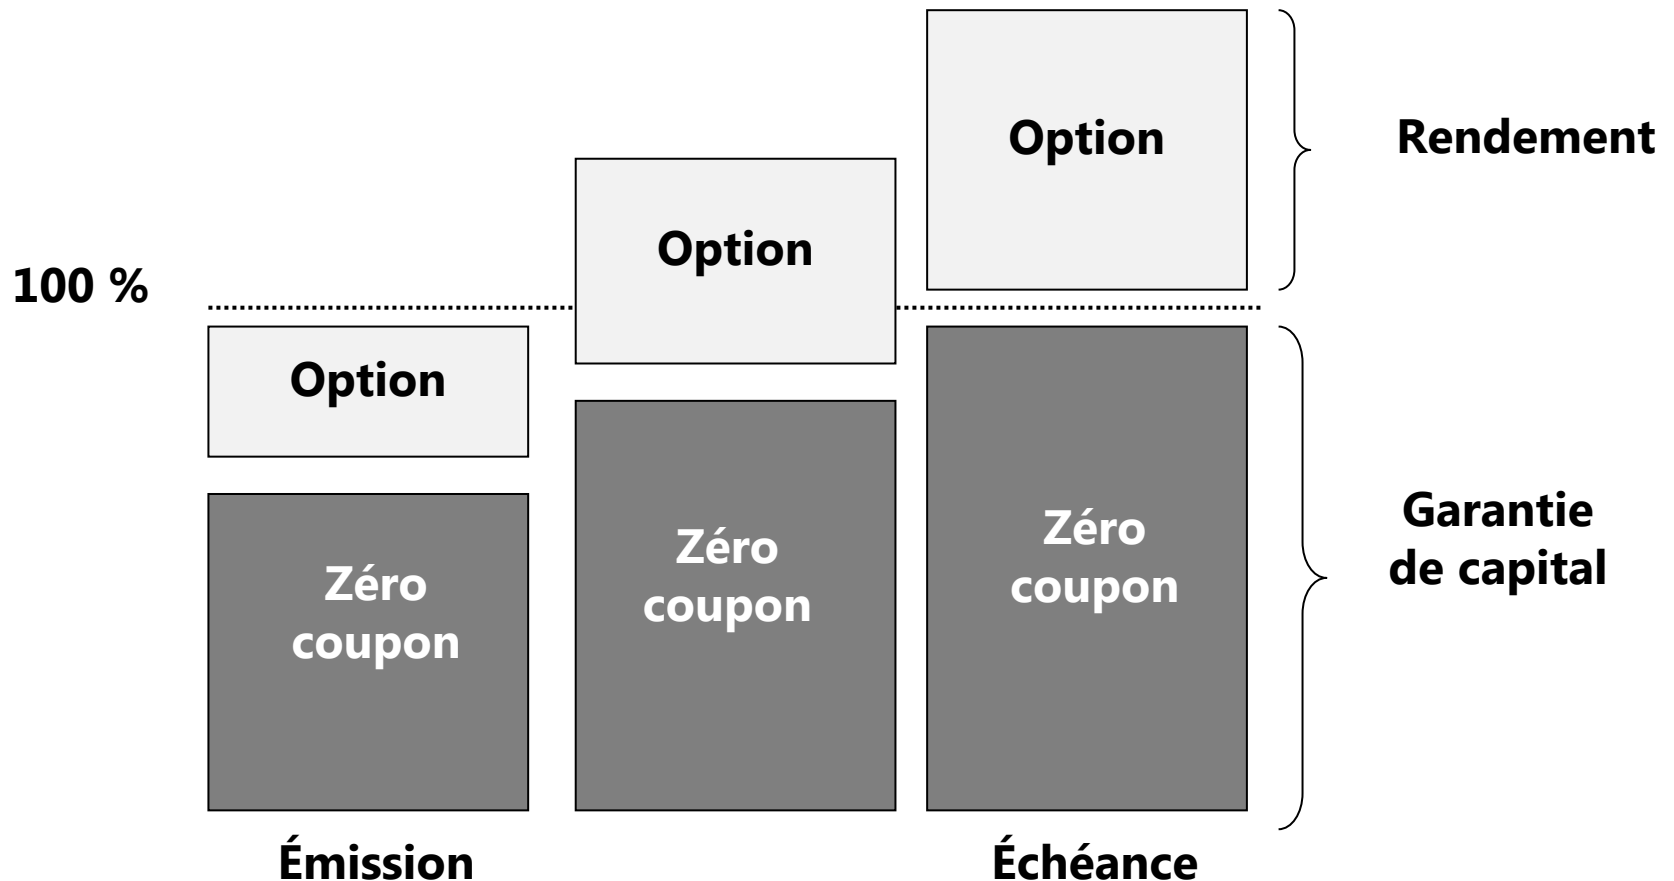 Option
Rendement
Option
100 %
Option
Garantie
de capital
Zéro
coupon
Zéro
coupon
Zéro
coupon
Émission
Échéance